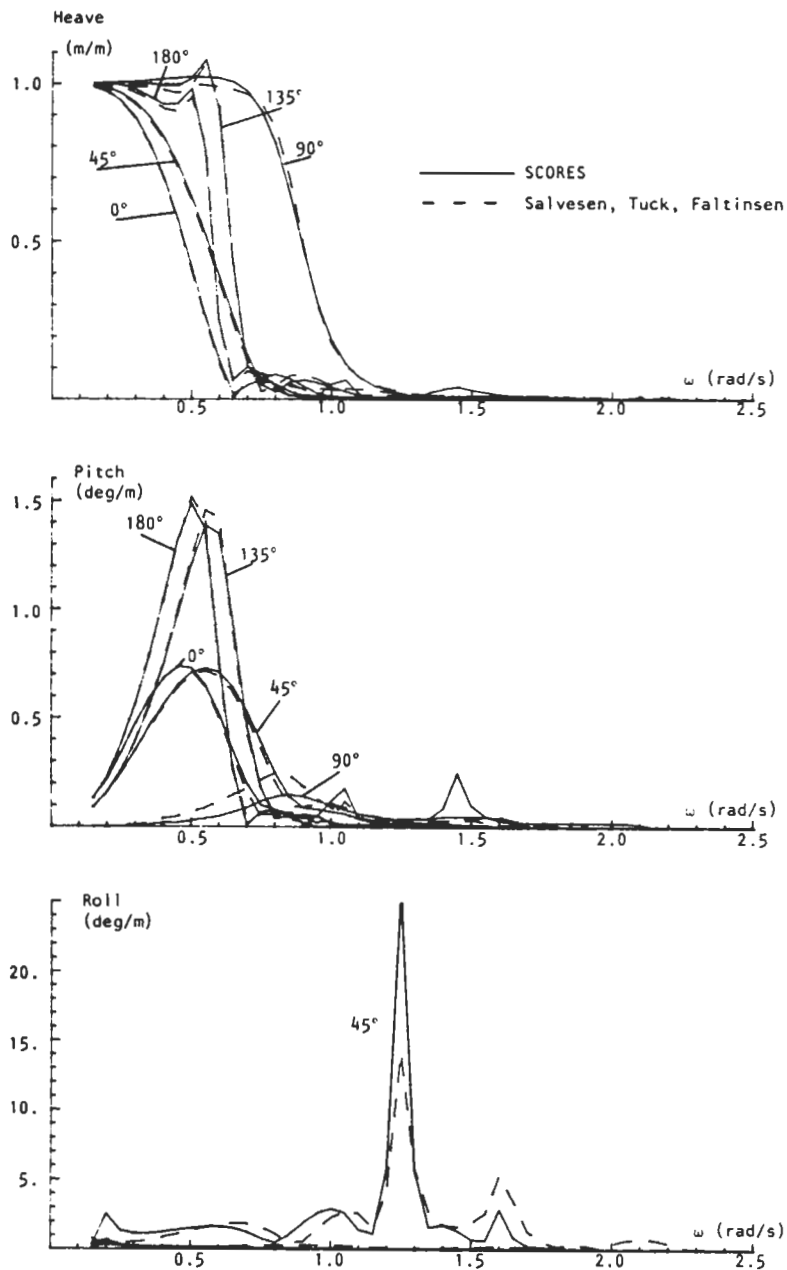 Heave
(m/m)
180°
1.0
135°
90°
45°
0°
SCORES
Salvesen, Tuck, Faltinsen
0.5
ω (rad/s)
0.5 1.0 1.5 2.0 2.5
Pitch
(deg/m)
1.5
180°
135°
1.0
0°
45°
0.5
90°
ω (rad/s)
0.5 1.0 1.5 2.0 2.5
Roll
(deg/m)
20.
45°
15.
10.
5.
ω (rad/s)
0.5 1.0 1.5 2.0 2.5